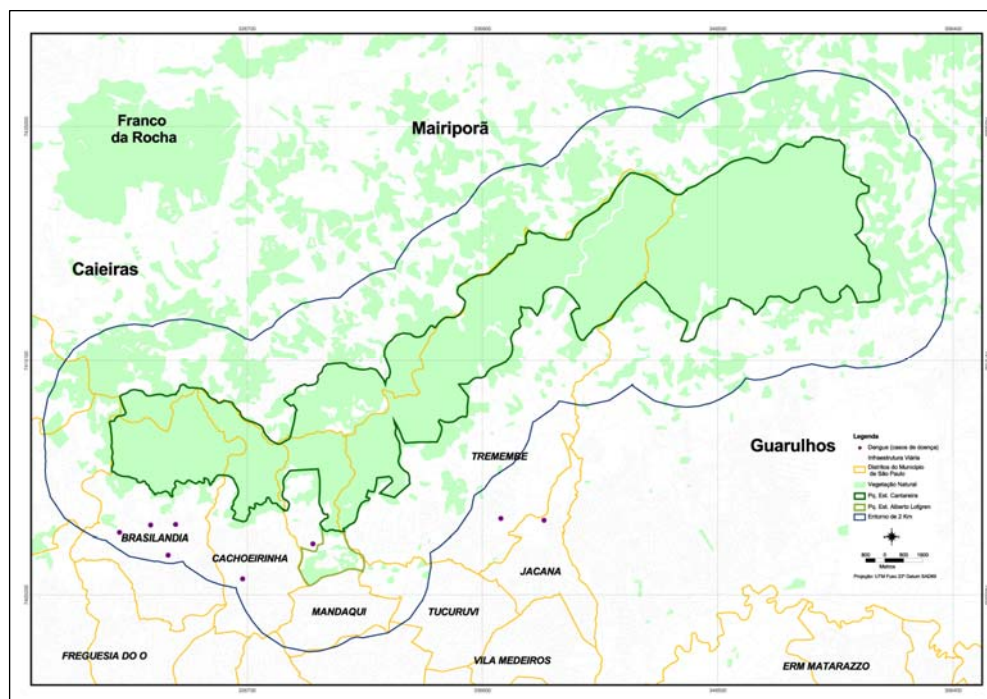 Franco
da Rocha
Mairiporã
Caieiras
Guarulhos
TREMEMBE
BRASILANDIA
CACHOEIRINHA
JACANA
MANDAQUI
TUCURUVI
FREGUESIA DO O
VILA MEDEIROS
ERM MATARAZZO
Legenda
Dengue (casos de doença)
Infraestrutura Viária
Distritos do Município
de São Paulo
Vegetação Natural
Pq. Est. Cantareira
Pq. Est. Alberto Lofgren
Entorno de 2 Km
Metros